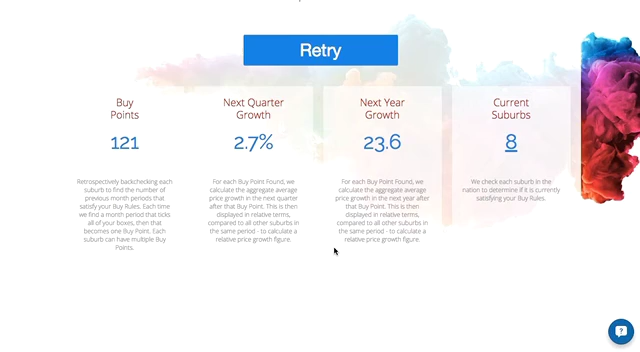 Retry
Buy
Points
121
Retrospectively backchecking each
suburb to find the number of
previous month periods that
satisfy your Buy Rules. Each time
we find a month period that ticks
all of your boxes, then that
becomes one Buy Point. Each
suburb can have multiple Buy
Points.
Next Quarter
Growth
2.7%
For each Buy Point Found, we
calculate the aggregate average
price growth in the next quarter
after that Buy Point. This is then
displayed in relative terms,
compared to all other suburbs in
the same period - to calculate a
relative price growth figure.
Next Year
Growth
23.6
For each Buy Point Found, we
calculate the aggregate average
price growth in the next year after
that Buy Point. This is then
displayed in relative terms,
compared to all other suburbs in
the same period - to calculate a
relative price growth figure.
Current
Suburbs
8
We check each suburb in the
nation to determine if it is currently
satisfying your Buy Rules.
?